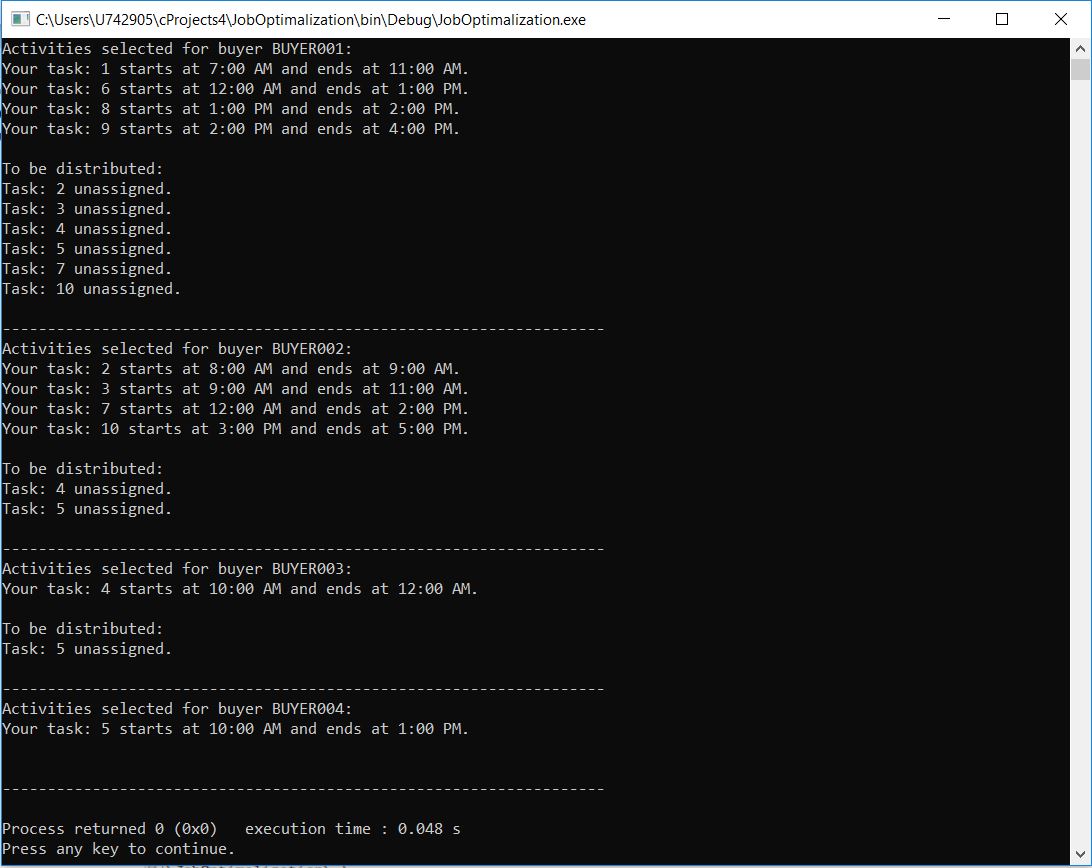 C:\Users\U742905\cProjects4\JobOptimalization\bin\Debug\JobOptimalization.exe
Activities selected for buyer BUYER001:
Your task: 1 starts at 7:00 AM and ends at 11:00 AM.
Your task: 6 starts at 12:00 AM and ends at 1:00 PM.
Your task: 8 starts at 1:00 PM and ends at 2:00 PM.
Your task: 9 starts at 2:00 PM and ends at 4:00 PM.
To be distributed:
Task: 2 unassigned.
Task: 3 unassigned.
Task: 4 unassigned.
Task: 5 unassigned.
Task: 7 unassigned.
Task: 10 unassigned.
-------------------------------------------------------------------
Activities selected for buyer BUYER002:
Your task: 2 starts at 8:00 AM and ends at 9:00 AM.
Your task: 3 starts at 9:00 AM and ends at 11:00 AM.
Your task: 7 starts at 12:00 AM and ends at 2:00 PM.
Your task: 10 starts at 3:00 PM and ends at 5:00 PM.
To be distributed:
Task: 4 unassigned.
Task: 5 unassigned.
-------------------------------------------------------------------
Activities selected for buyer BUYER003:
Your task: 4 starts at 10:00 AM and ends at 12:00 AM.
To be distributed:
Task: 5 unassigned.
-------------------------------------------------------------------
Activities selected for buyer BUYER004:
Your task: 5 starts at 10:00 AM and ends at 1:00 PM.
-------------------------------------------------------------------
Process returned 0 (0x0)   execution time : 0.048 s
Press any key to continue.